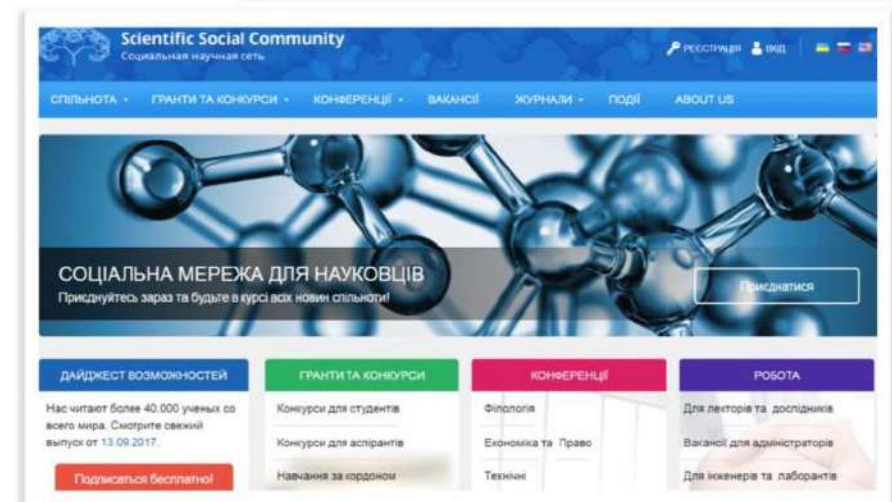 Scientific Social Community
Социальная научная сеть
РЕЄСТРАЦІЯ ВХІД
СПІЛЬНОТА ГРАНТИ ТА КОНКУРСИ КОНФЕРЕНЦІЇ ВАКАНСІЇ ЖУРНАЛИ ПОДІЇ ABOUT US
СОЦІАЛЬНА МЕРЕЖА ДЛЯ НАУКОВЦІВ
Приєднуйтесь зараз та будьте в курсі всіх новин спільноти!
Приєднатися
ДАЙДЖЕСТ ВОЗМОЖНОСТЕЙ
Нас читают более 40.000 ученых со
всего мира. Смотрите свежий
выпуск от 13.09.2017.
Подписаться бесплатно!
ГРАНТИ ТА КОНКУРСИ
Конкурси для студентів
Конкурси для аспірантів
Навчання за кордоном
КОНФЕРЕНЦІЇ
Філологія
Економіка та Право
Технічні
РОБОТА
Для лекторів та дослідників
Вакансії для адміністраторів
Для інженерів та лаборантів